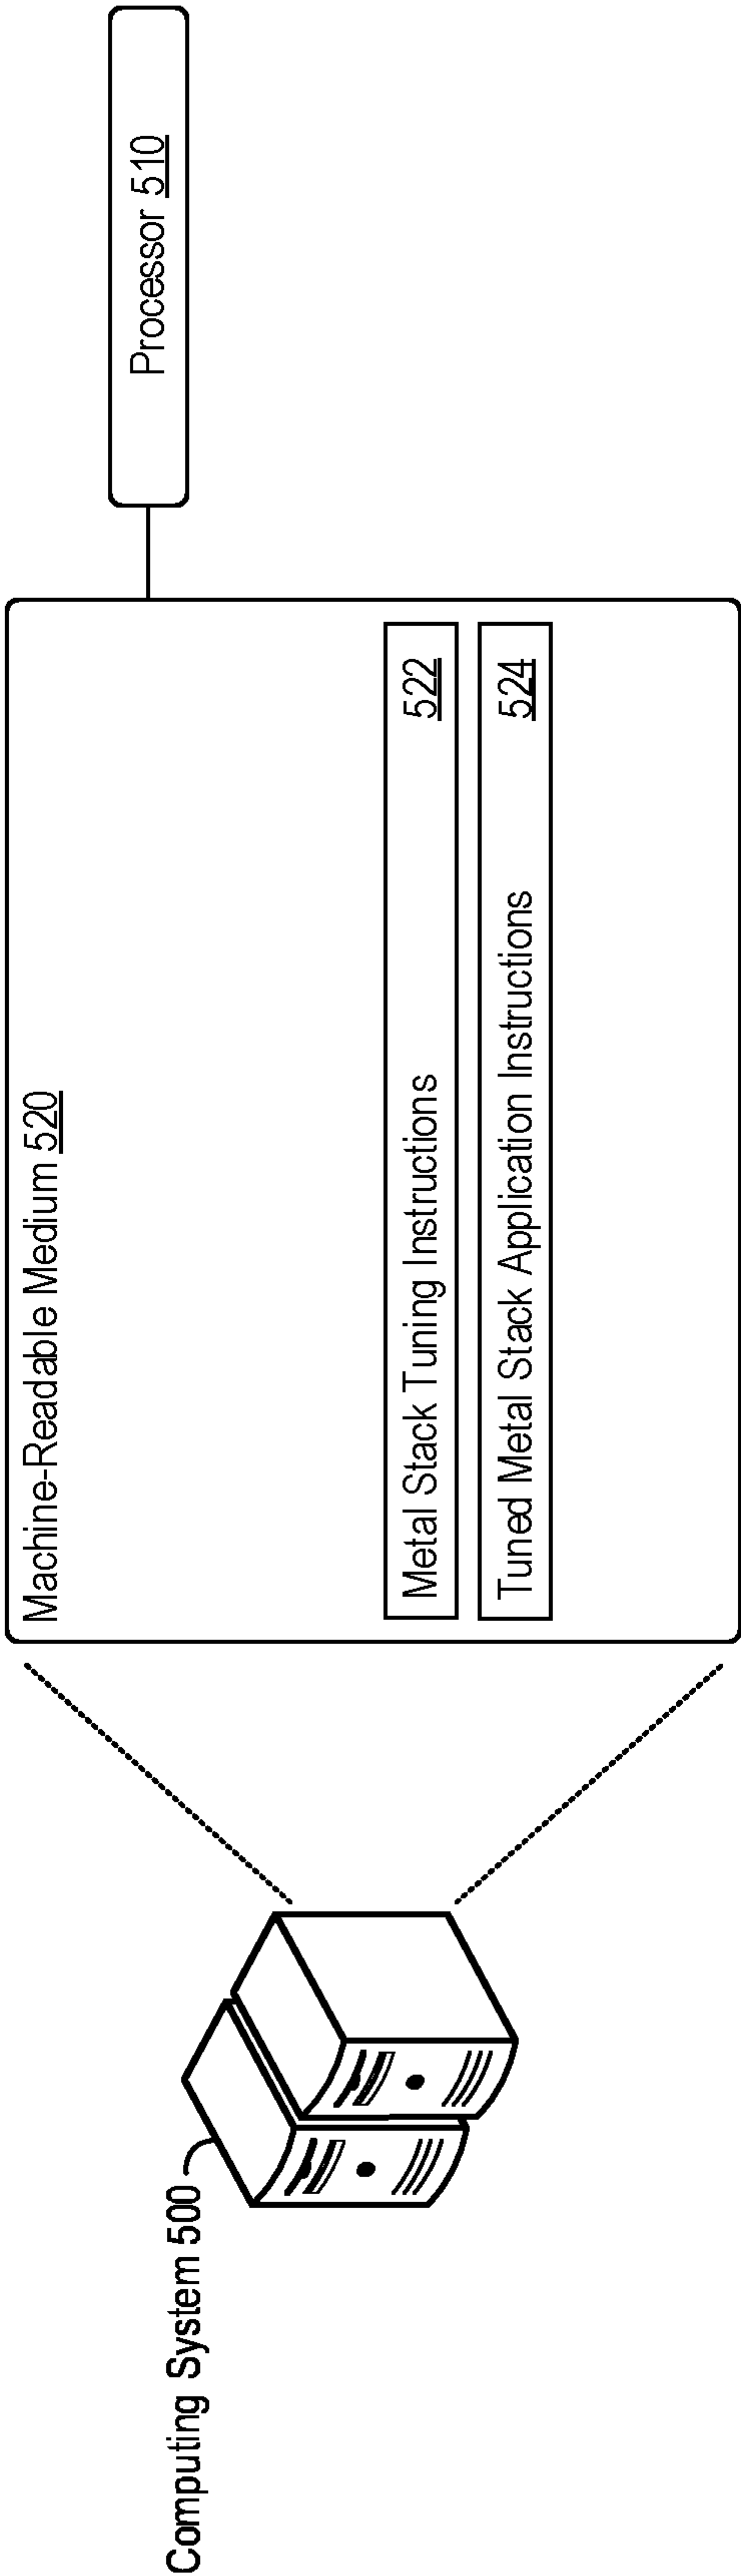 Computing System 500
Machine-Readable Medium 520
Metal Stack Tuning Instructions 522
Tuned Metal Stack Application Instructions 524
Processor 510